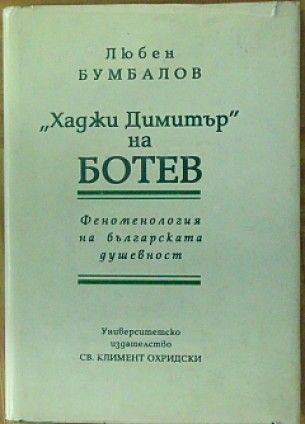 Любен
БУМБАЛОВ
„Хаджи Димитър”
на
БОТЕВ
Феноменология
на българската
душевност
Университетско
издателство
СВ. КЛИМЕНТ ОХРИДСКИ